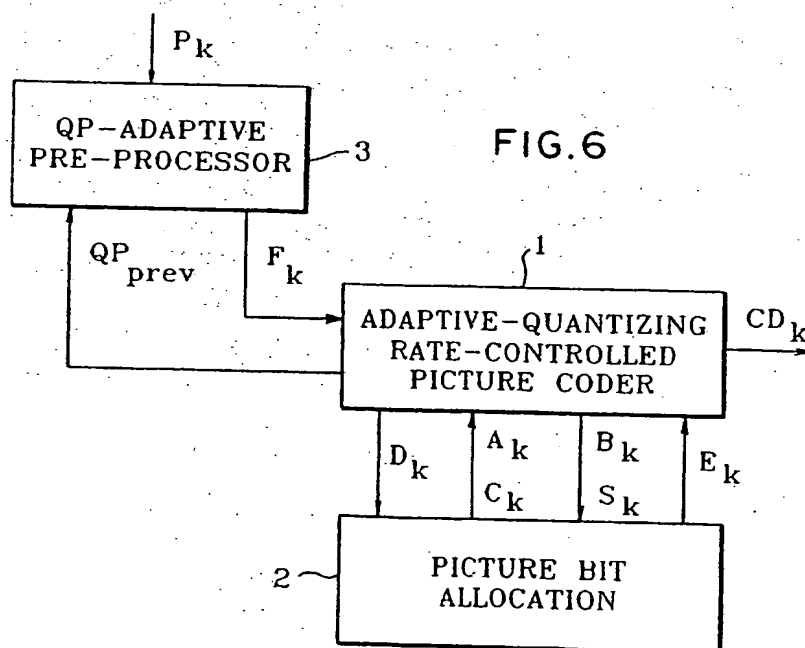 P_k
QP-ADAPTIVE
PRE-PROCESSOR
3
FIG.6
QP_prev
F_k
1
ADAPTIVE-QUANTIZING
RATE-CONTROLLED
PICTURE CODER
CD_k
D_k
A_k
C_k
B_k
S_k
E_k
2
PICTURE BIT
ALLOCATION